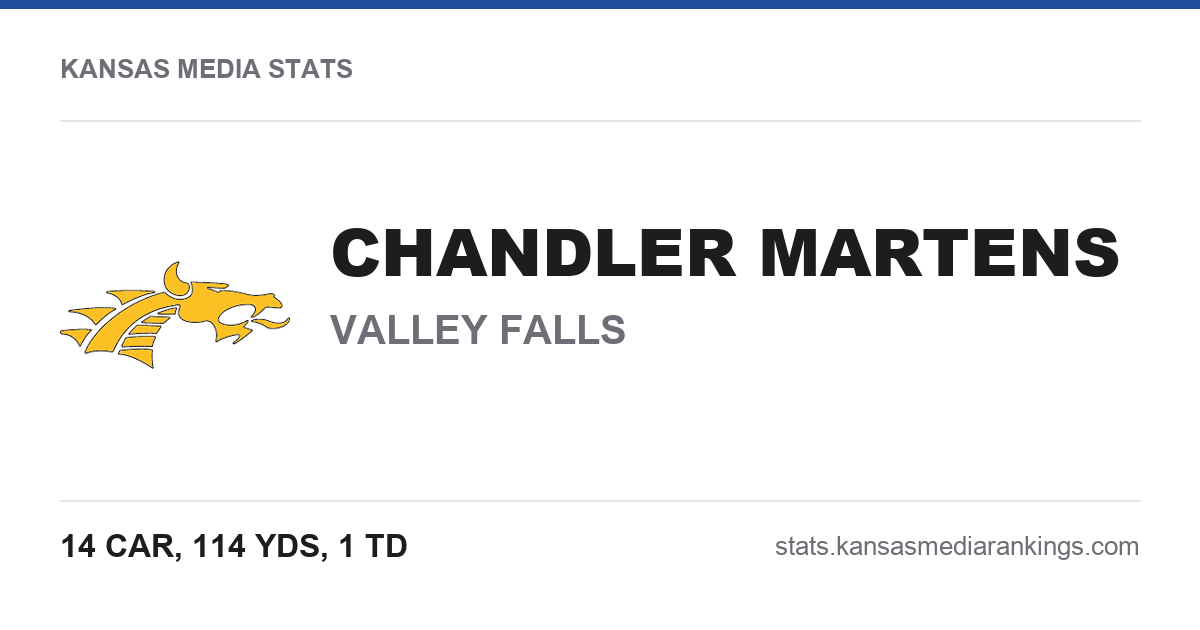 KANSAS MEDIA STATS
CHANDLER MARTENS
VALLEY FALLS
14 CAR, 114 YDS, 1 TD
stats.kansasmediarankings.com